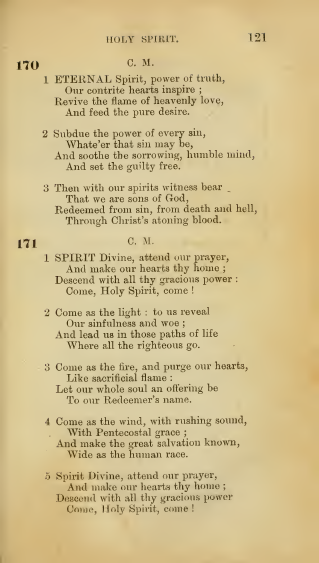 HOLY SPIRIT. 121
170 C. M.
1 ETERNAL Spirit, power of truth,
Our contrite hearts inspire ;
Revive the flame of heavenly love,
And feed the pure desire.
2 Subdue the power of every sin,
Whate'er that sin may be,
And soothe the sorrowing, humble mind,
And set the guilty free.
3 Then with our spirits witness bear
That we are sons of God,
Redeemed from sin, from death and hell,
Through Christ's atoning blood.
171 C. M.
1 SPIRIT Divine, attend our prayer,
And make our hearts thy home ;
Descend with all thy gracious power :
Come, Holy Spirit, come !
2 Come as the light : to us reveal
Our sinfulness and woe ;
And lead us in those paths of life
Where all the righteous go.
3 Come as the fire, and purge our hearts,
Like sacrificial flame :
Let our whole soul an offering be
To our Redeemer's name.
4 Come as the wind, with rushing sound,
With Pentecostal grace ;
And make the great salvation known,
Wide as the human race.
5 Spirit Divine, attend our prayer,
And make our hearts thy home ;
Descend with all thy gracious power
Come, Holy Spirit, come !